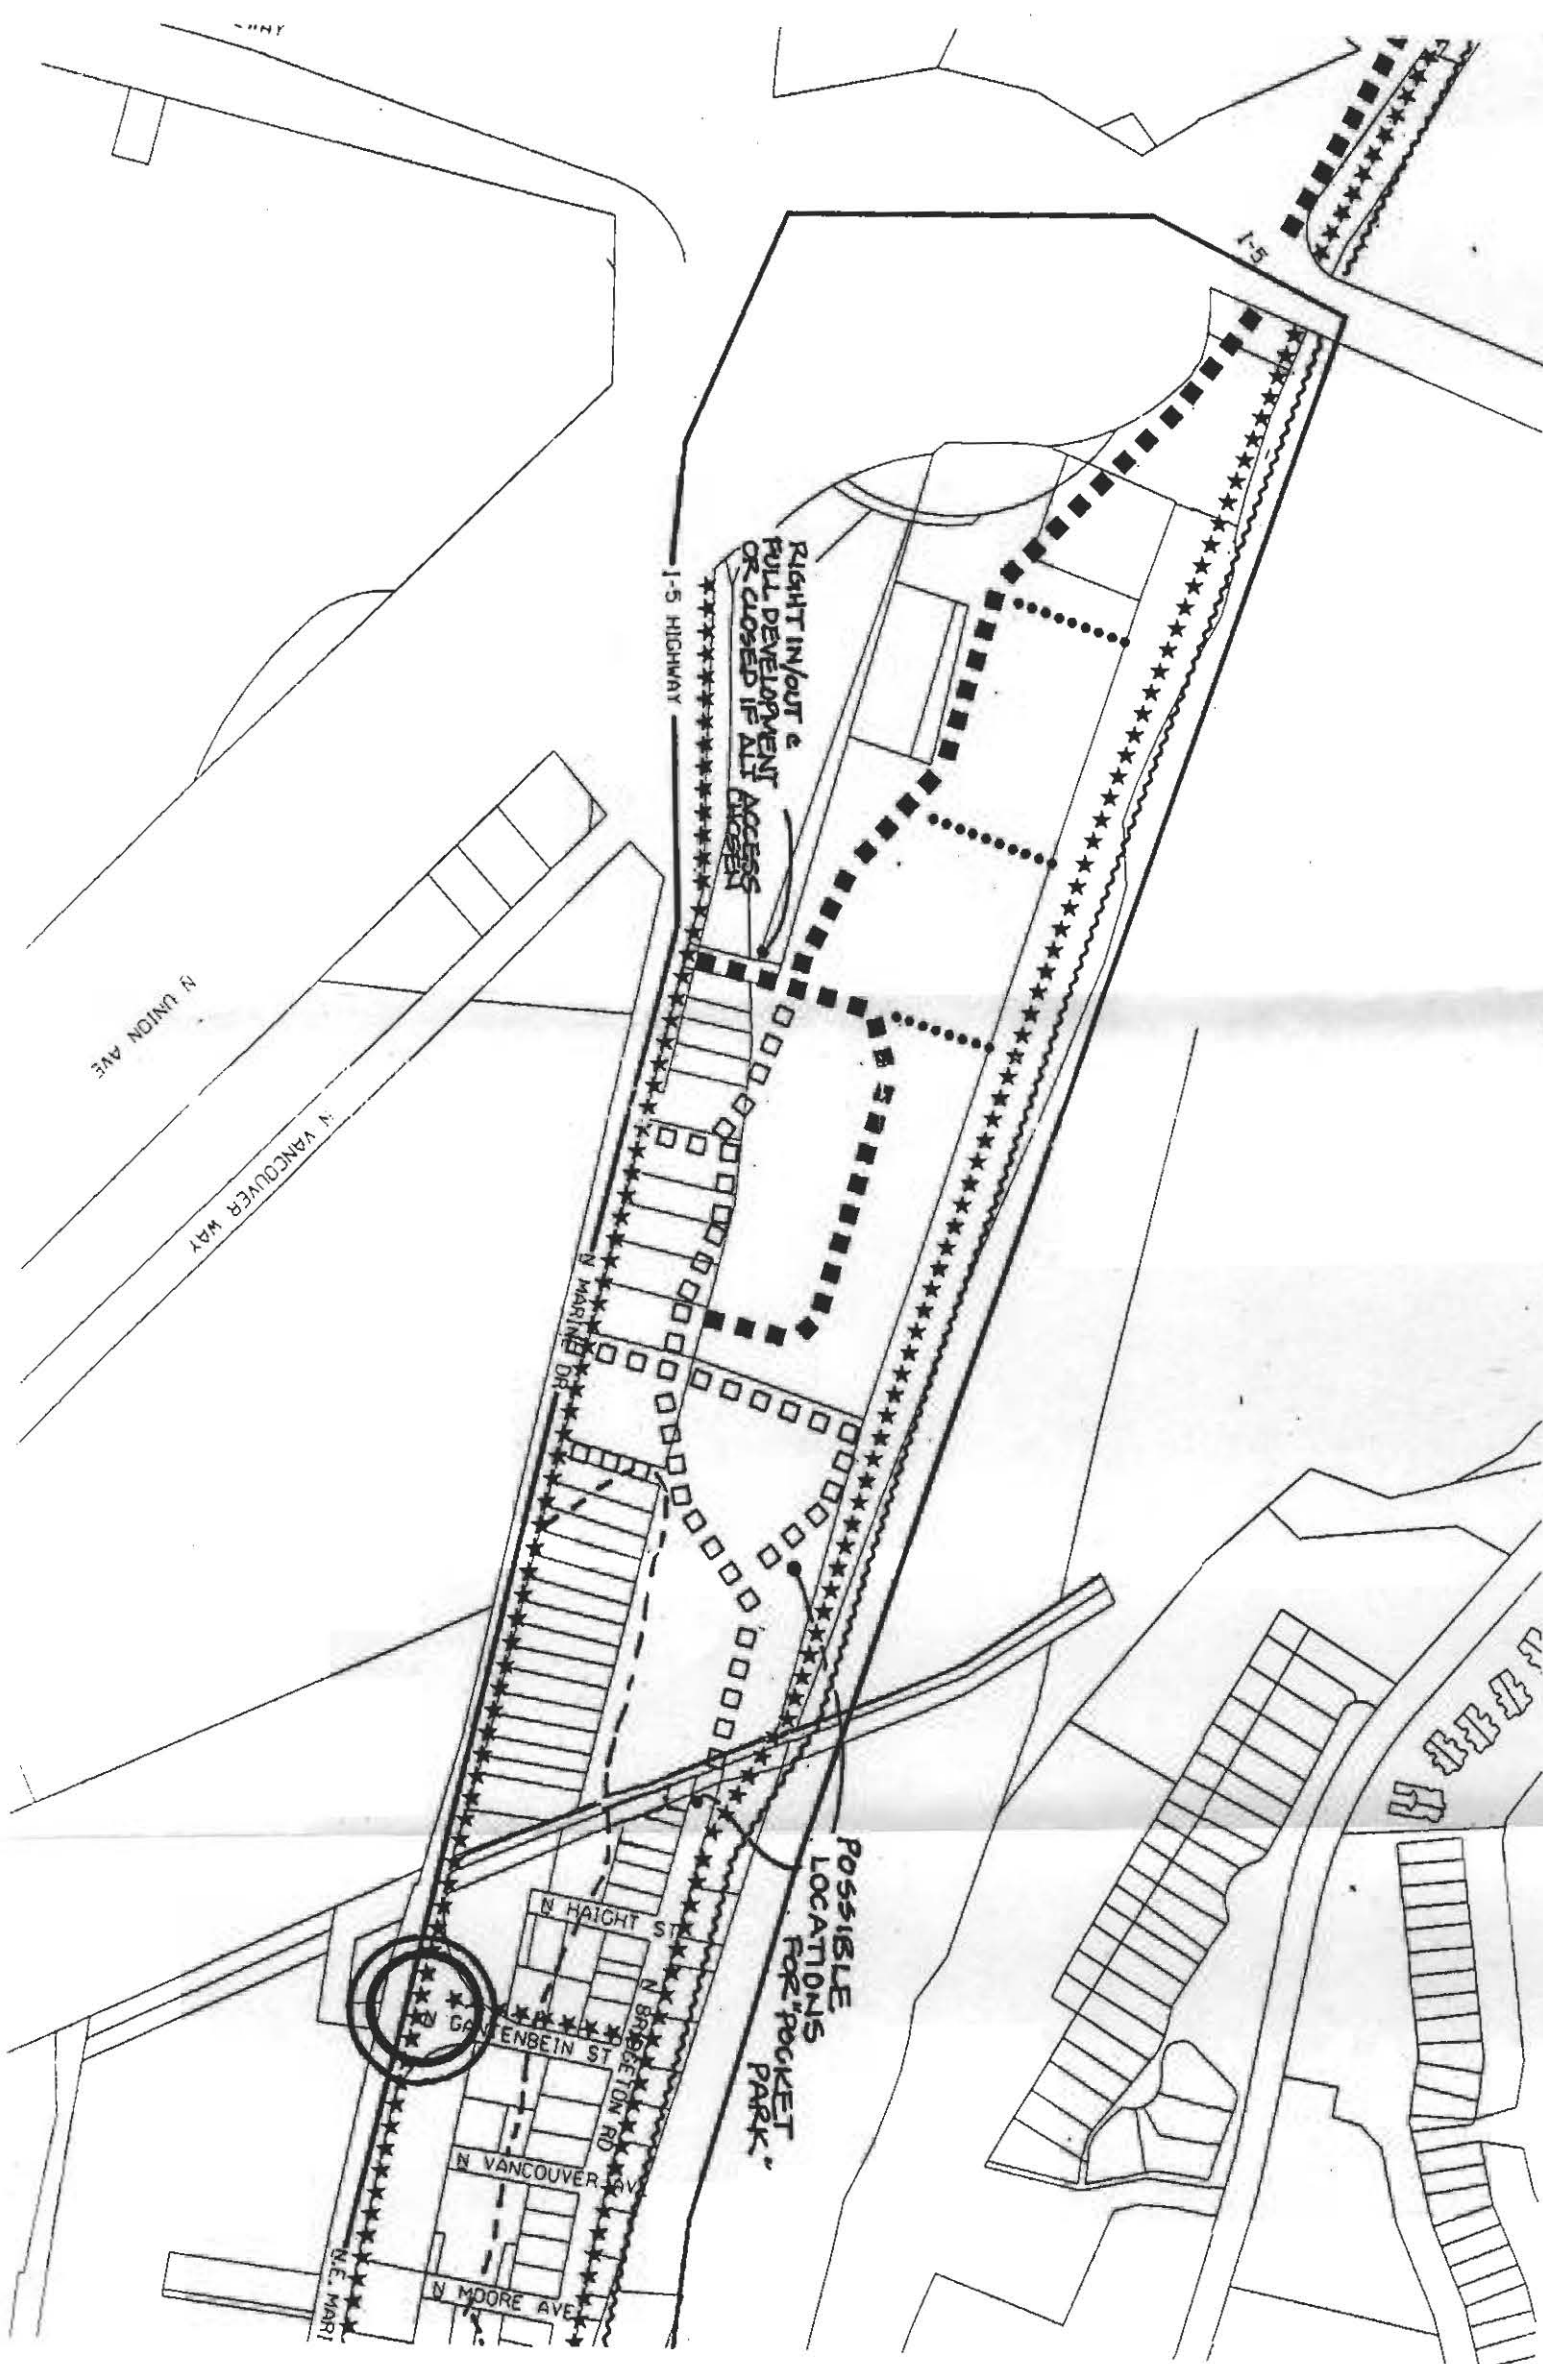 I-5
I-5 HIGHWAY
RIGHT IN/OUT @
FULL DEVELOPMENT
OR CLOSED IF ALT ACCESS
CHOSEN
N UNION AVE
N VANCOUVER WAY
N MARINE DR
POSSIBLE
LOCATIONS
FOR "POCKET
PARK"
N HAIGHT ST
N BRIDGETON RD
N GANTENBEIN ST
N VANCOUVER AV
N MOORE AVE
N.E. MARI